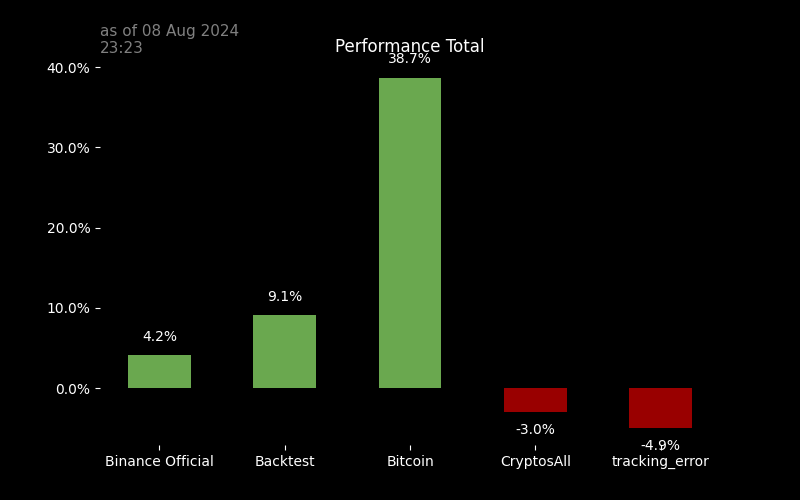 as of 08 Aug 2024
23:23
Performance Total
38.7%
40.0%
30.0%
20.0%
9.1%
10.0%
4.2%
0.0%
-3.0%
-4.9%
Binance Official
Backtest
Bitcoin
CryptosAll
tracking_error